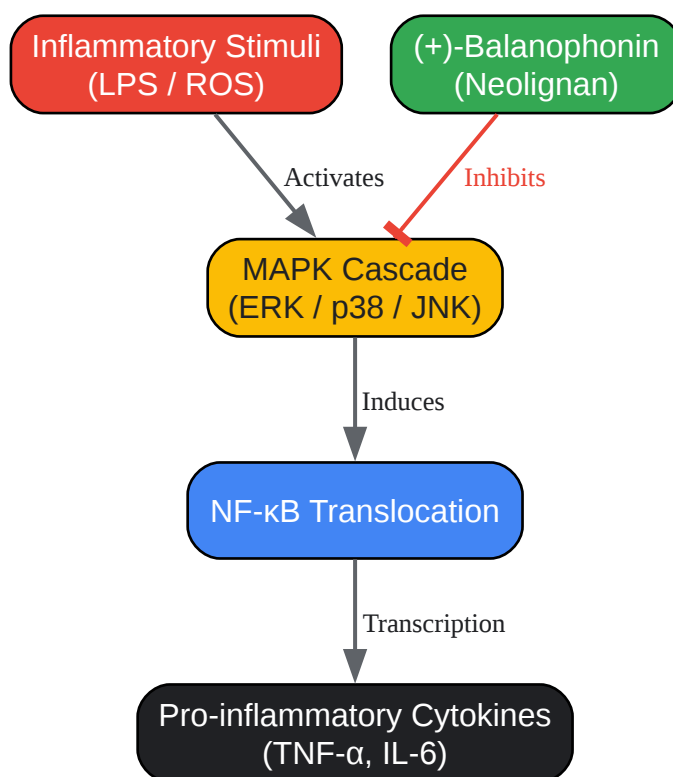 Inflammatory Stimuli
(LPS / ROS)
(+)-Balanophonin
(Neolignan)
Activates
Inhibits
MAPK Cascade
(ERK / p38 / JNK)
Induces
NF-κB Translocation
Transcription
Pro-inflammatory Cytokines
(TNF-α, IL-6)